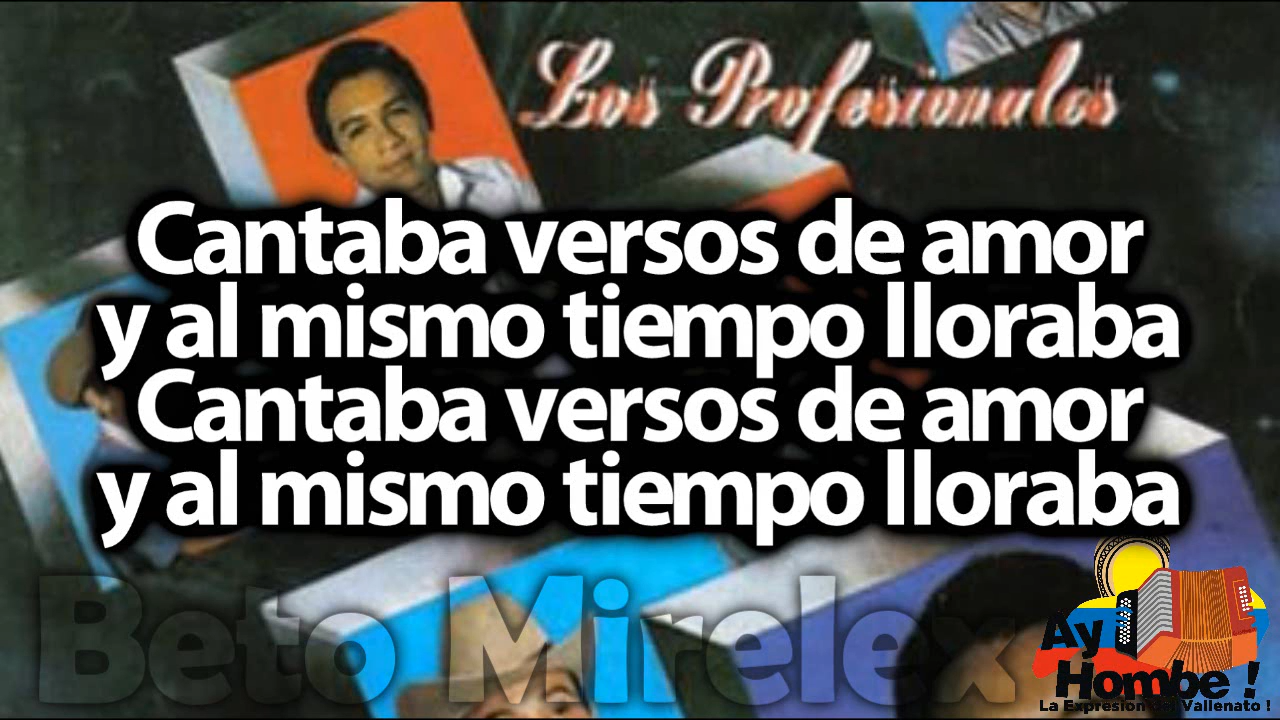 Los Profesionales
Cantaba versos de amor
y al mismo tiempo lloraba
Cantaba versos de amor
y al mismo tiempo lloraba
Beto Mirelex
Ay
Hombe !
La Expresión del Vallenato !